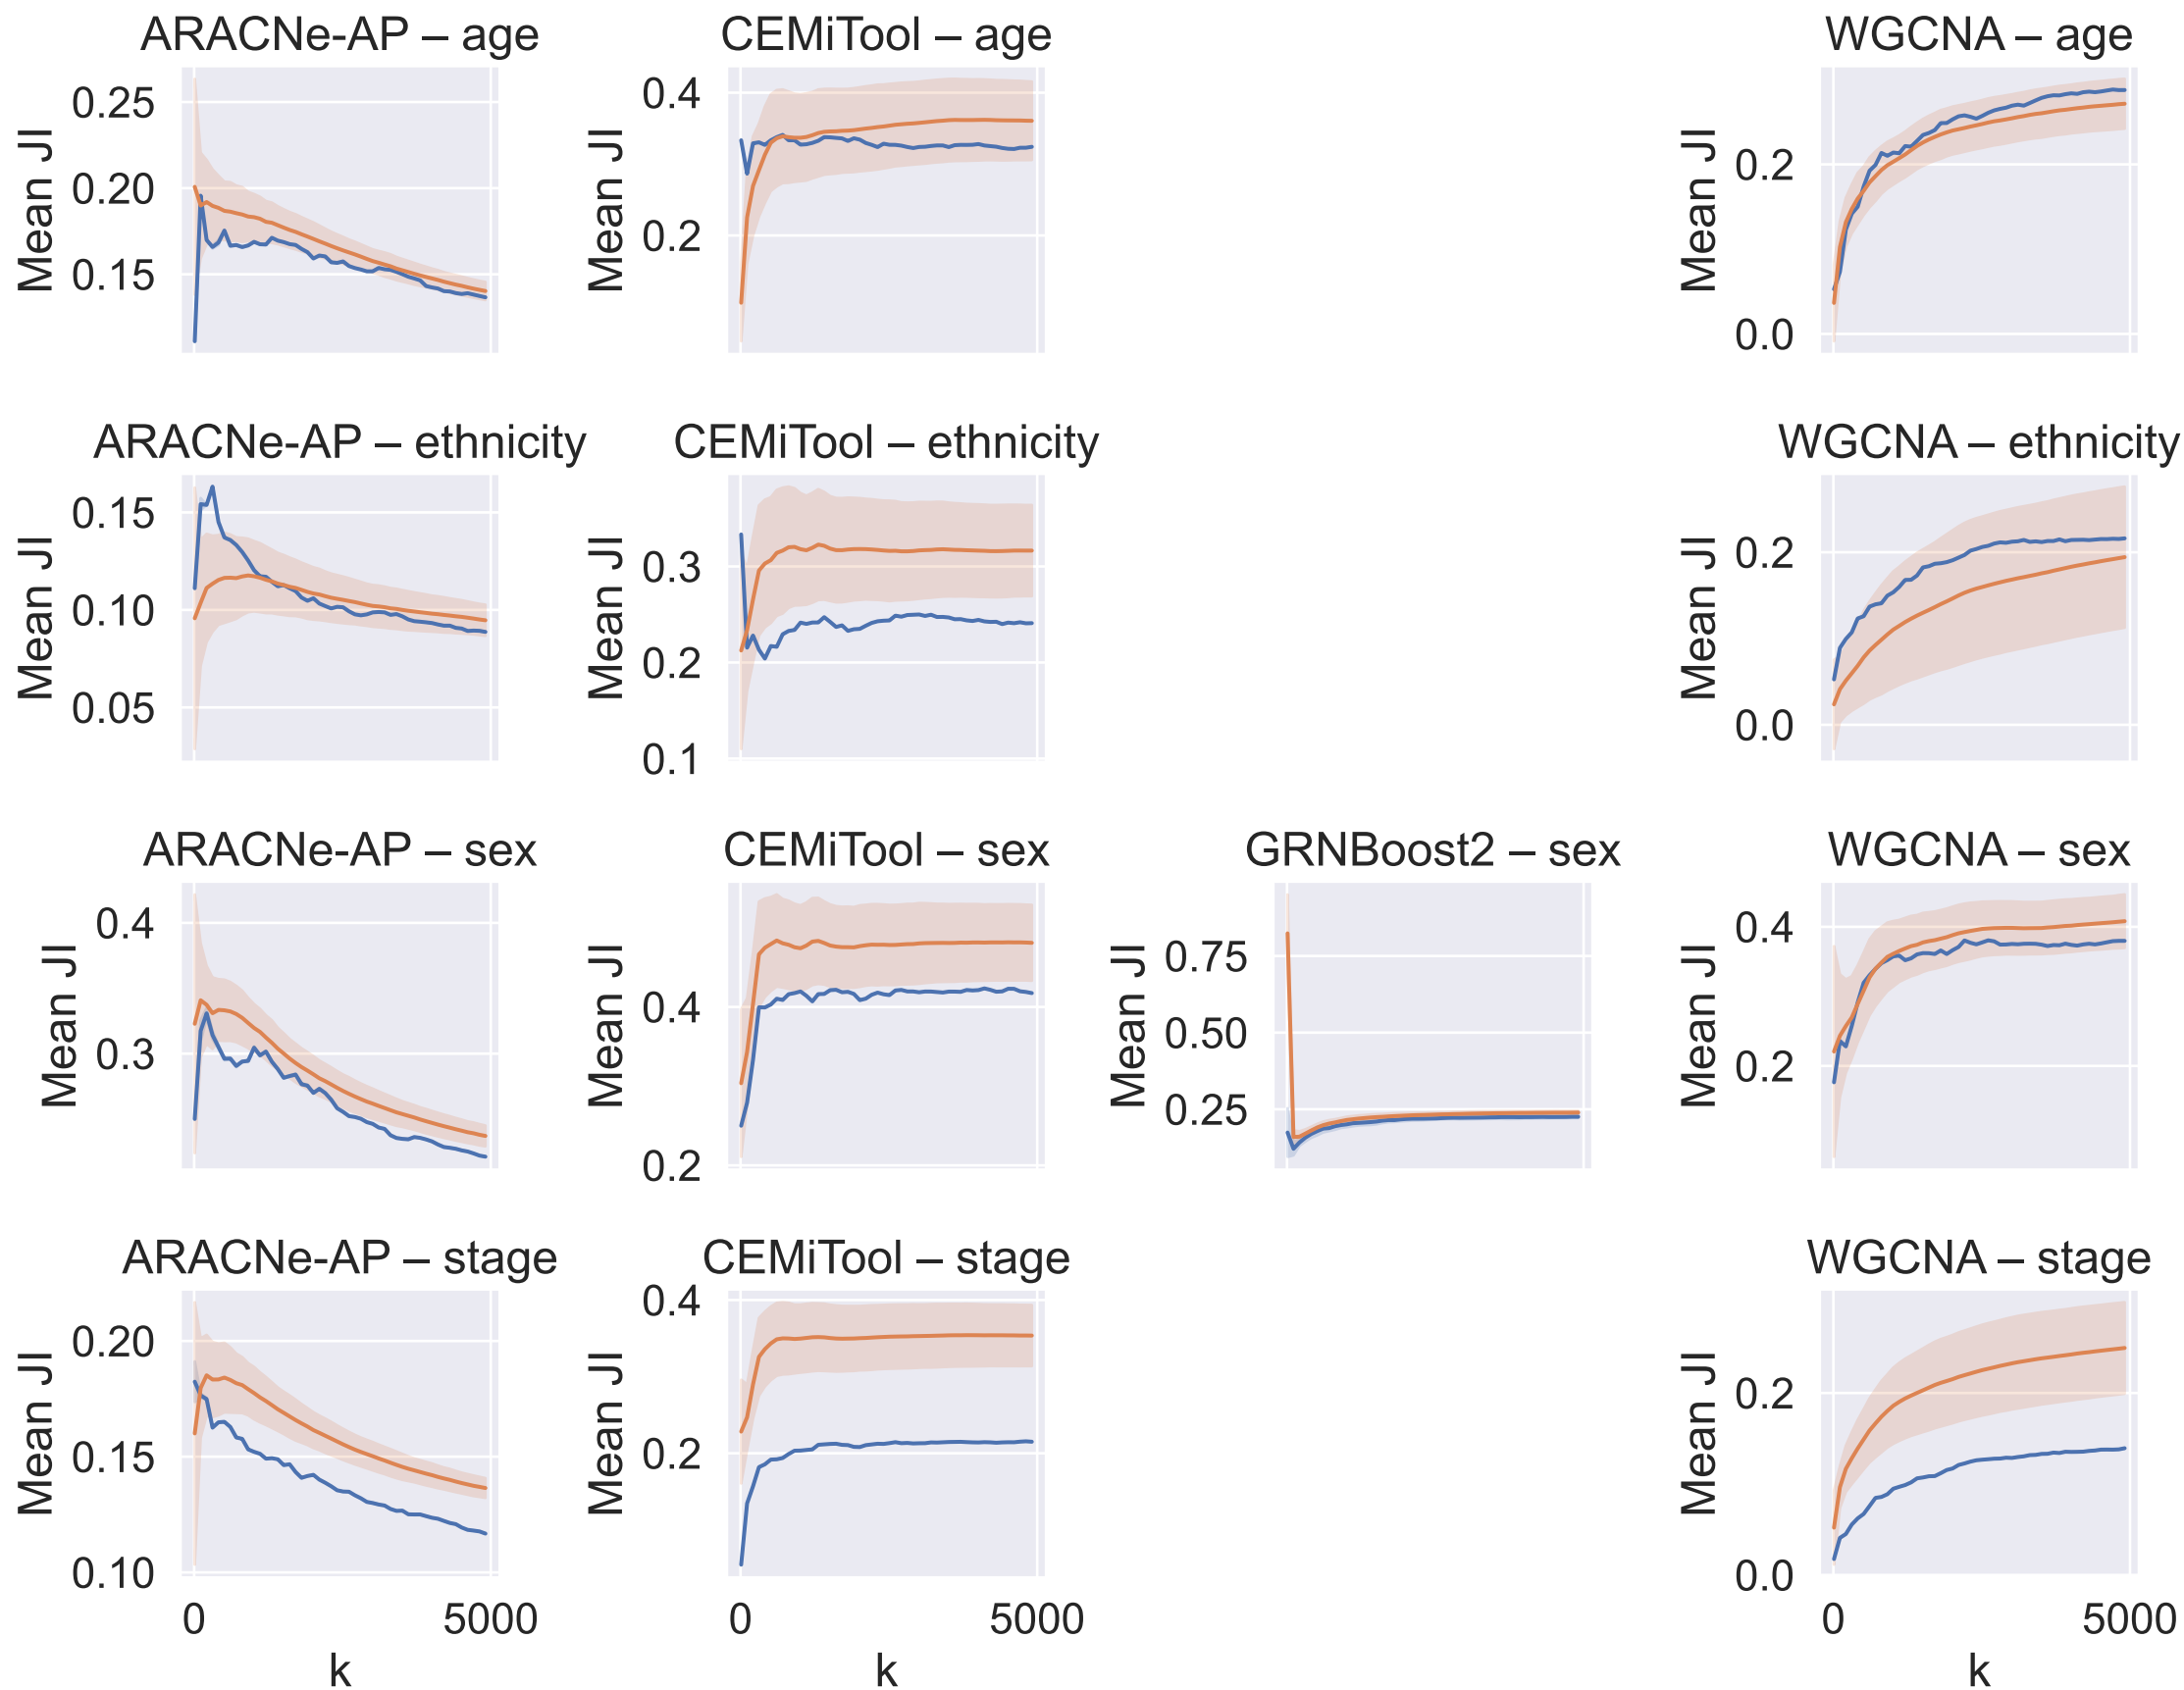 ARACNe-AP – age
CEMiTool – age
WGCNA – age
Mean JI
0.25
0.20
0.15
Mean JI
0.4
0.2
Mean JI
0.2
0.0
ARACNe-AP – ethnicity
CEMiTool – ethnicity
WGCNA – ethnicity
Mean JI
0.15
0.10
0.05
Mean JI
0.3
0.2
0.1
Mean JI
0.2
0.0
ARACNe-AP – sex
CEMiTool – sex
GRNBoost2 – sex
WGCNA – sex
Mean JI
0.4
0.3
Mean JI
0.4
0.2
Mean JI
0.75
0.50
0.25
Mean JI
0.4
0.2
ARACNe-AP – stage
CEMiTool – stage
WGCNA – stage
Mean JI
0.20
0.15
0.10
Mean JI
0.4
0.2
Mean JI
0.2
0.0
0 5000
0 5000
0 5000
k
k
k